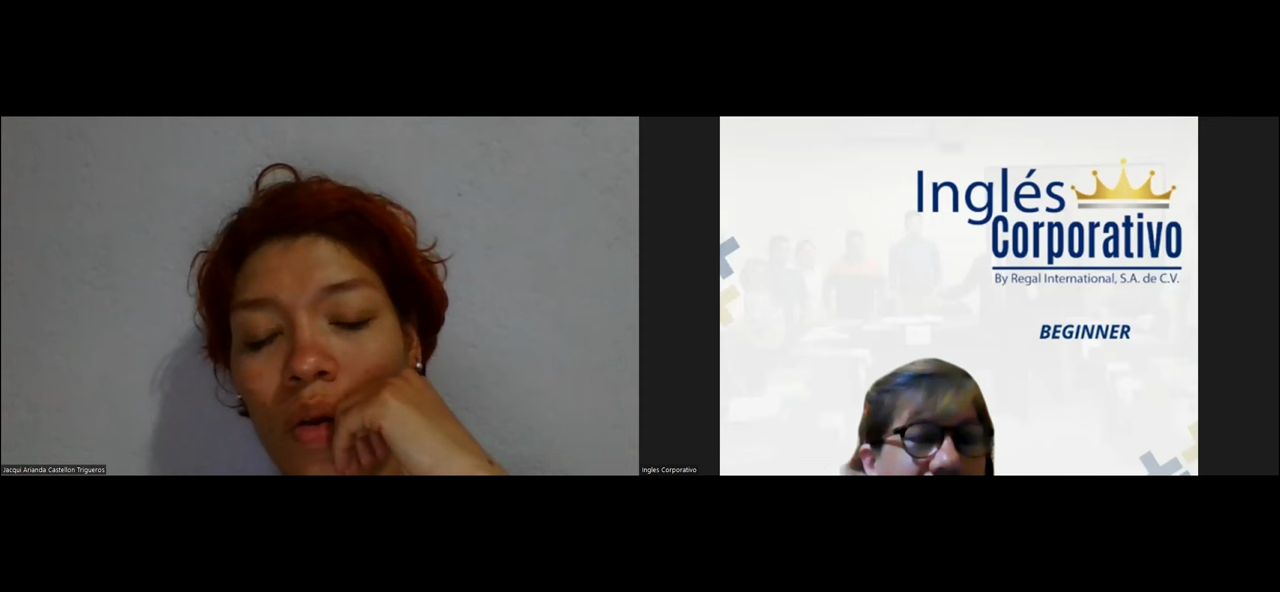 Inglés
Corporativo
By Regal International, S.A. de C.V.
BEGINNER
Jacqui Arianda Castellon Trigueros
Ingles Corporativo